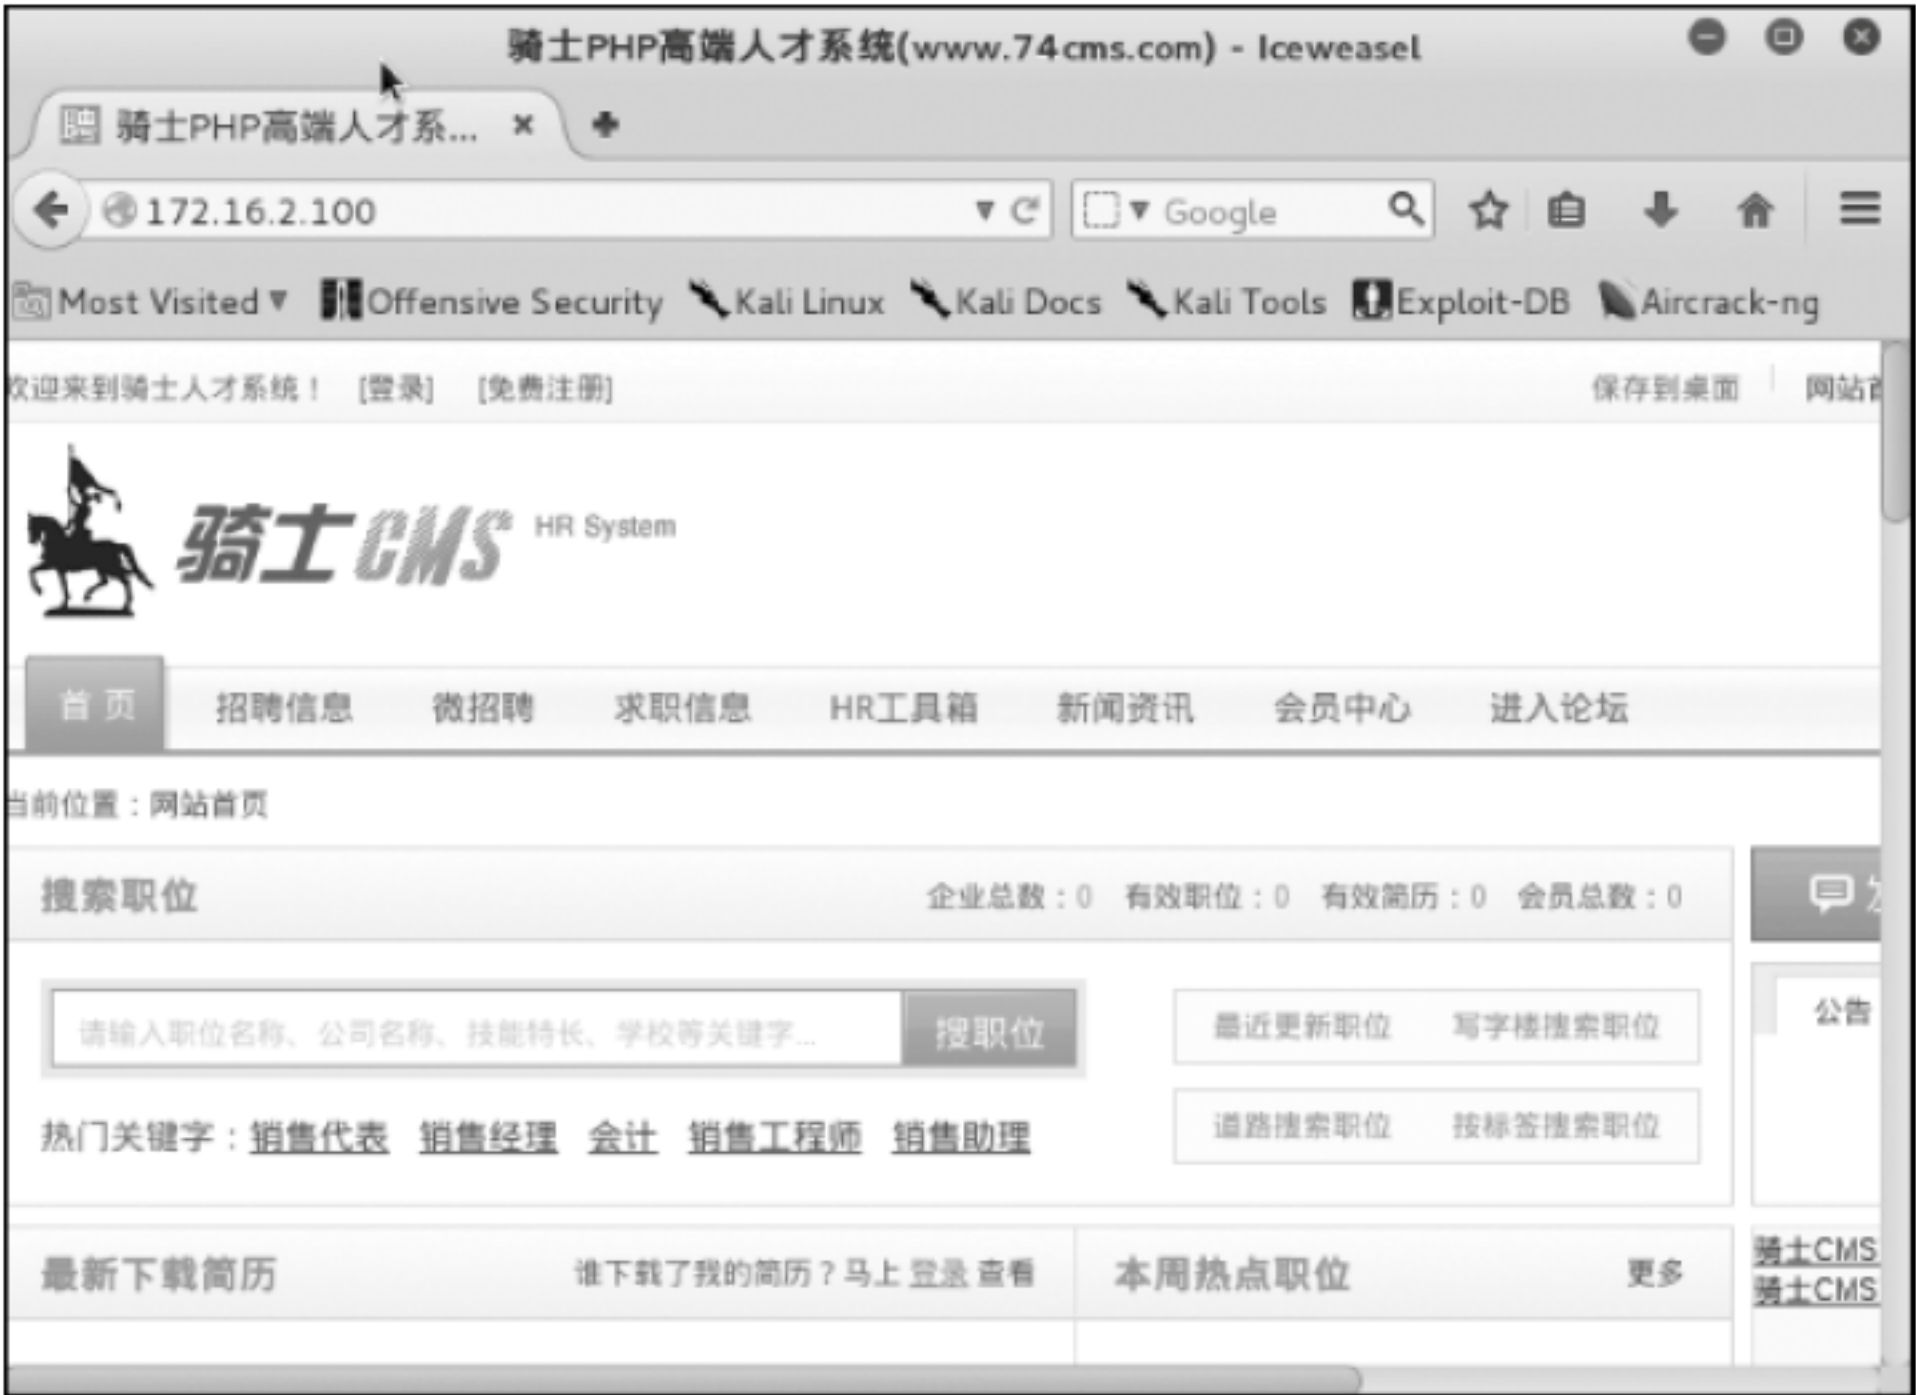 骑士PHP高端人才系统(www.74cms.com) - Iceweasel
骑士PHP高端人才系...
172.16.2.100
Google
Most Visited Offensive Security Kali Linux Kali Docs Kali Tools Exploit-DB Aircrack-ng
欢迎来到骑士人才系统！ [登录] [免费注册] 保存到桌面 网站首
骑士CMS HR System
首页 招聘信息 微招聘 求职信息 HR工具箱 新闻资讯 会员中心 进入论坛
当前位置：网站首页
搜索职位 企业总数：0 有效职位：0 有效简历：0 会员总数：0
请输入职位名称、公司名称、技能特长、学校等关键字... 搜职位 最近更新职位 写字楼搜索职位
公告
热门关键字：销售代表 销售经理 会计 销售工程师 销售助理 道路搜索职位 按标签搜索职位
最新下载简历 谁下载了我的简历？马上 登录 查看 本周热点职位 更多
骑士CMS
骑士CMS